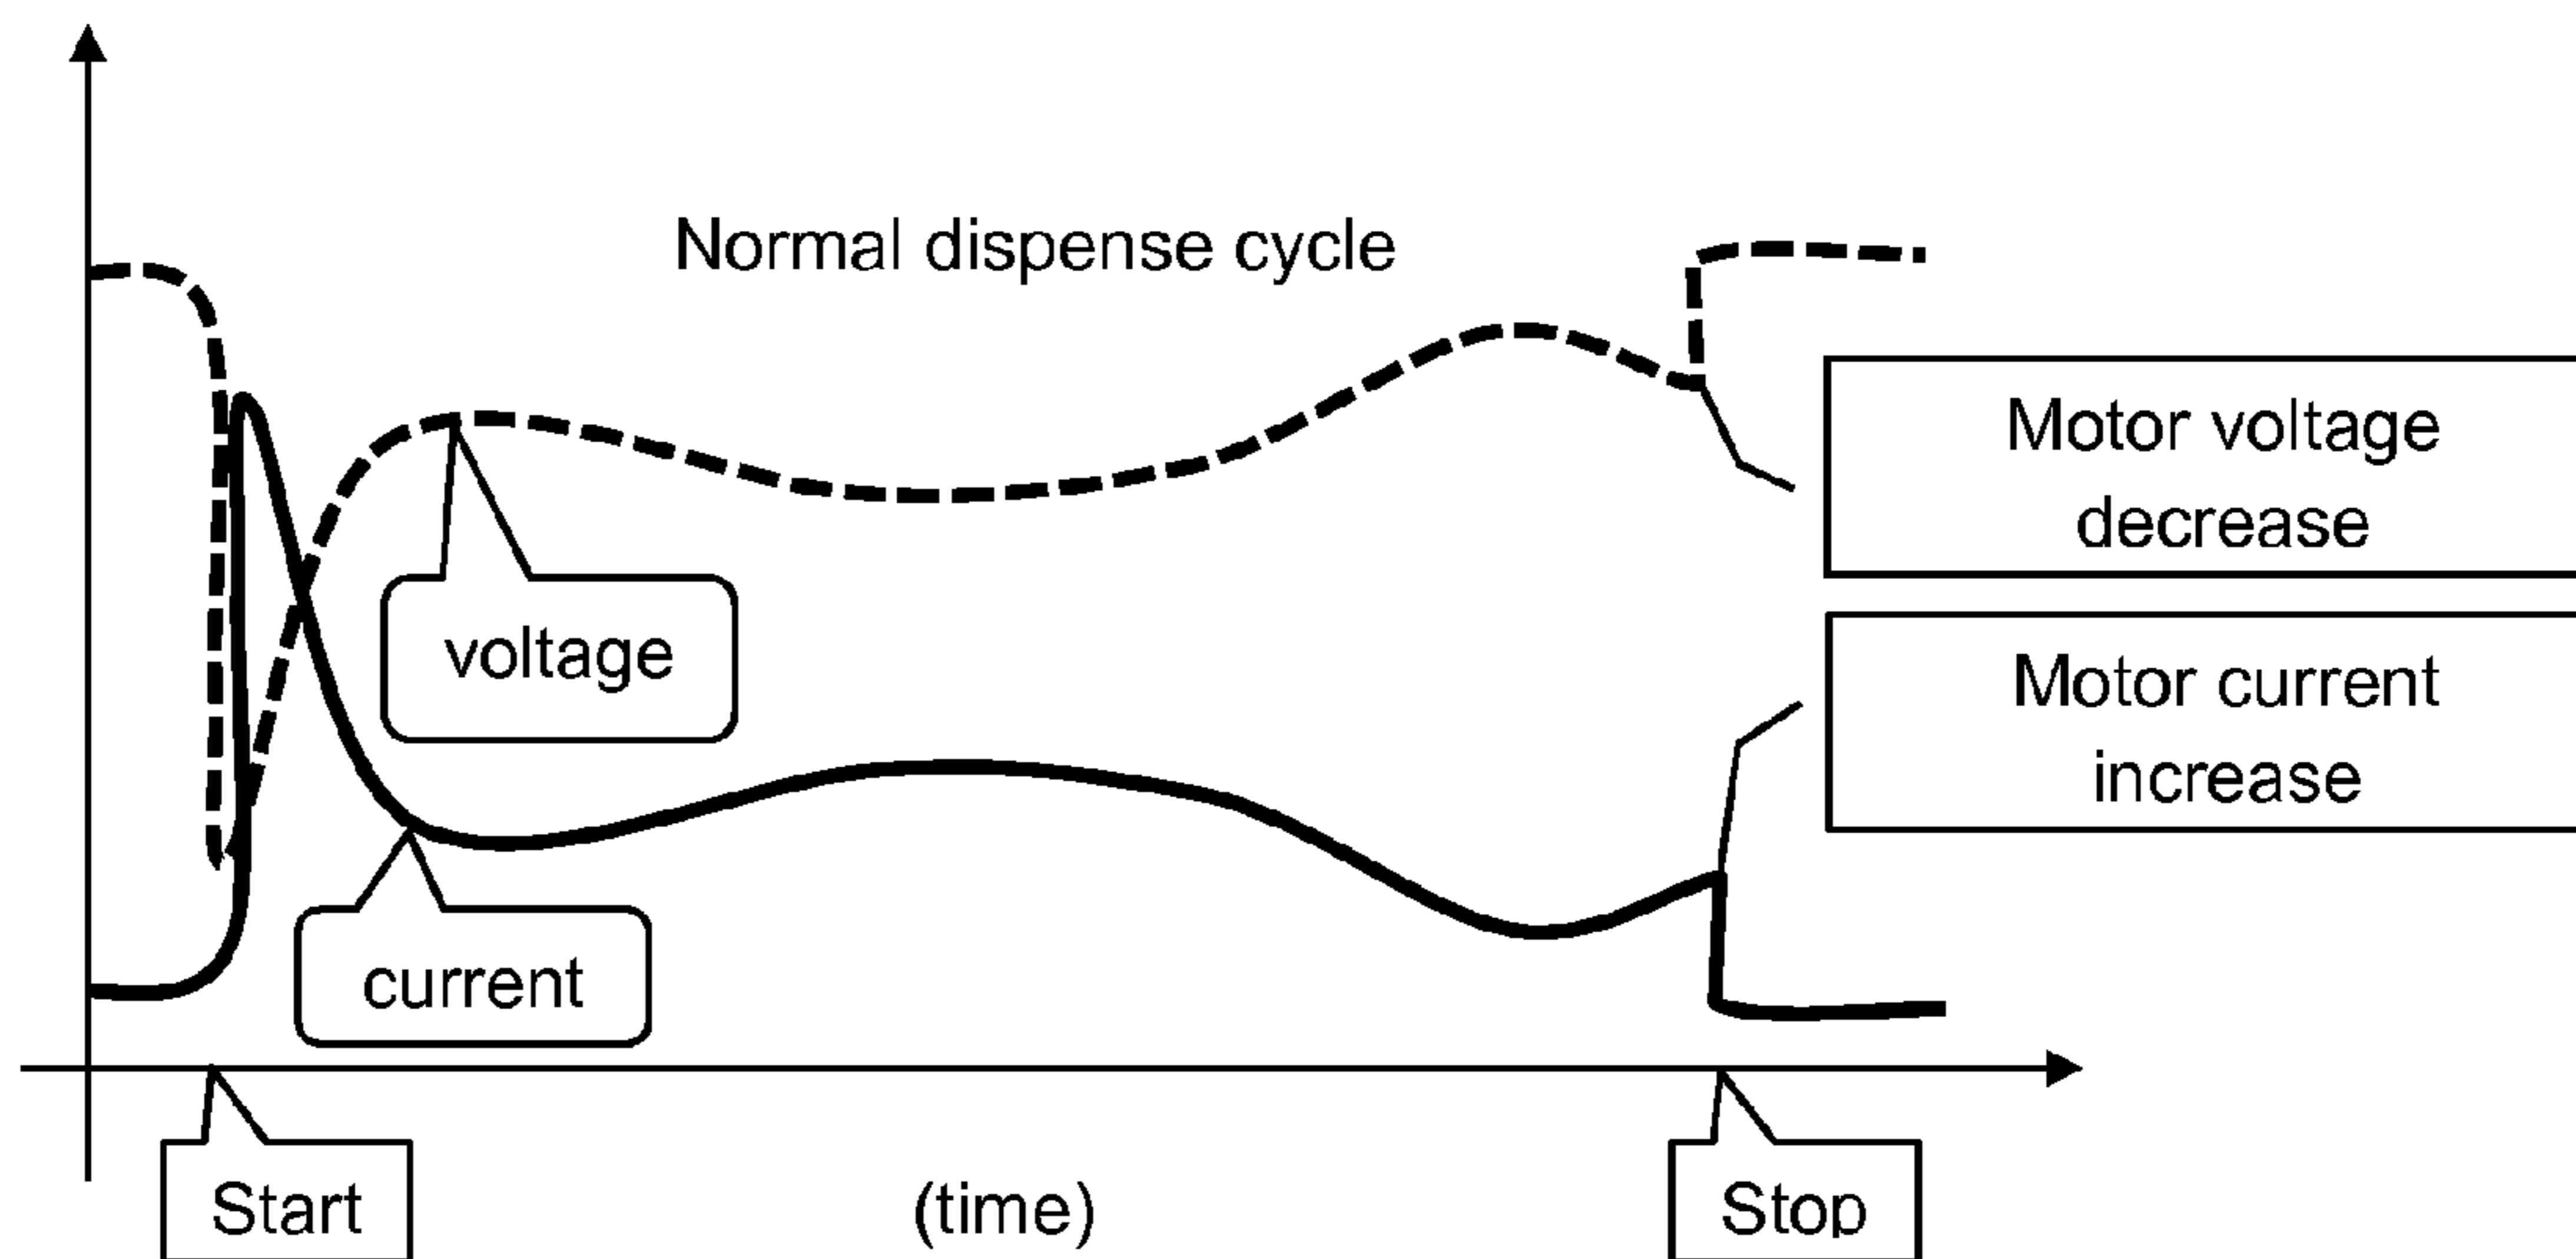 Normal dispense cycle
Motor voltage
decrease
voltage
Motor current
increase
current
Start
(time)
Stop